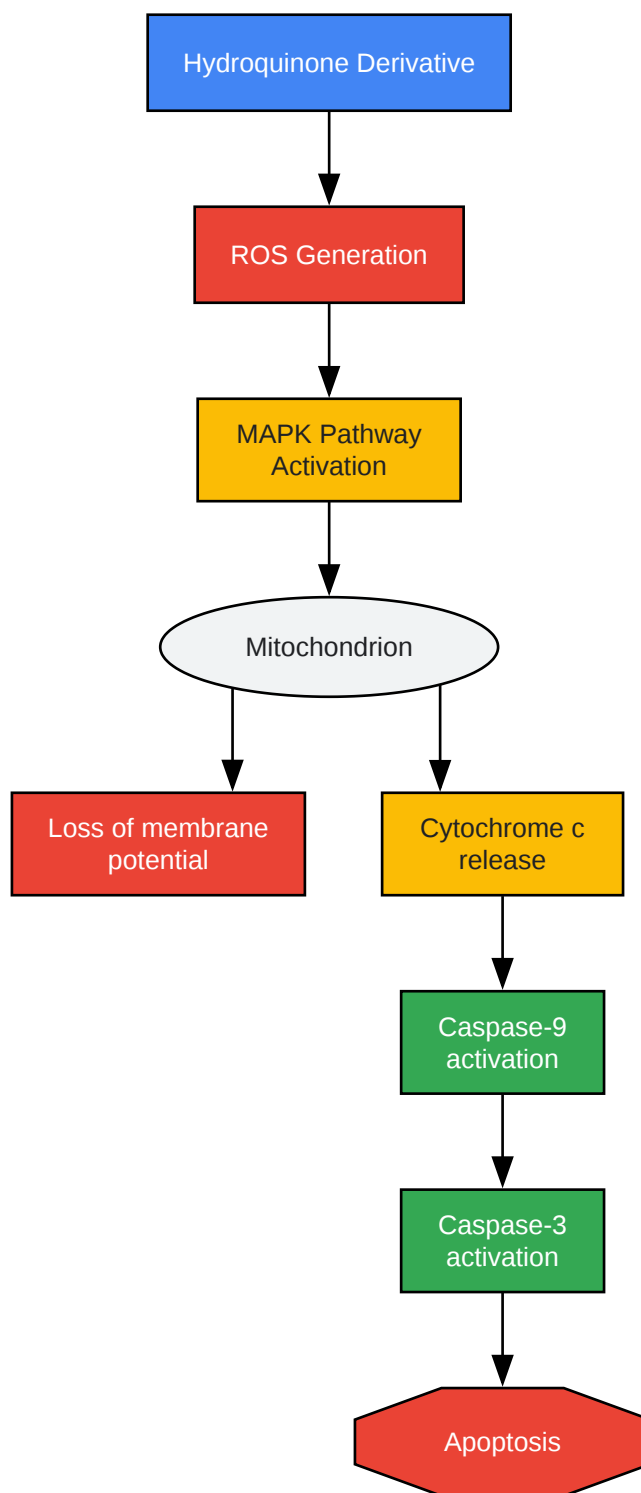 Hydroquinone Derivative
ROS Generation
MAPK Pathway
Activation
Mitochondrion
Loss of membrane
potential
Cytochrome c
release
Caspase-9
activation
Caspase-3
activation
Apoptosis